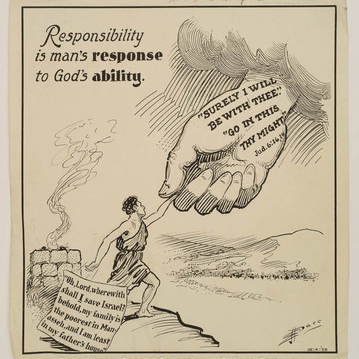 Responsibility
is man's response
to God's ability.
"SURELY I WILL
BE WITH THEE."
"GO IN THIS
THY MIGHT"
Jud. 6:16,14
"Oh, Lord, wherewith
shall I save Israel?
behold, my family is
the poorest in Man-
asseh, and I am least
in my father's house"